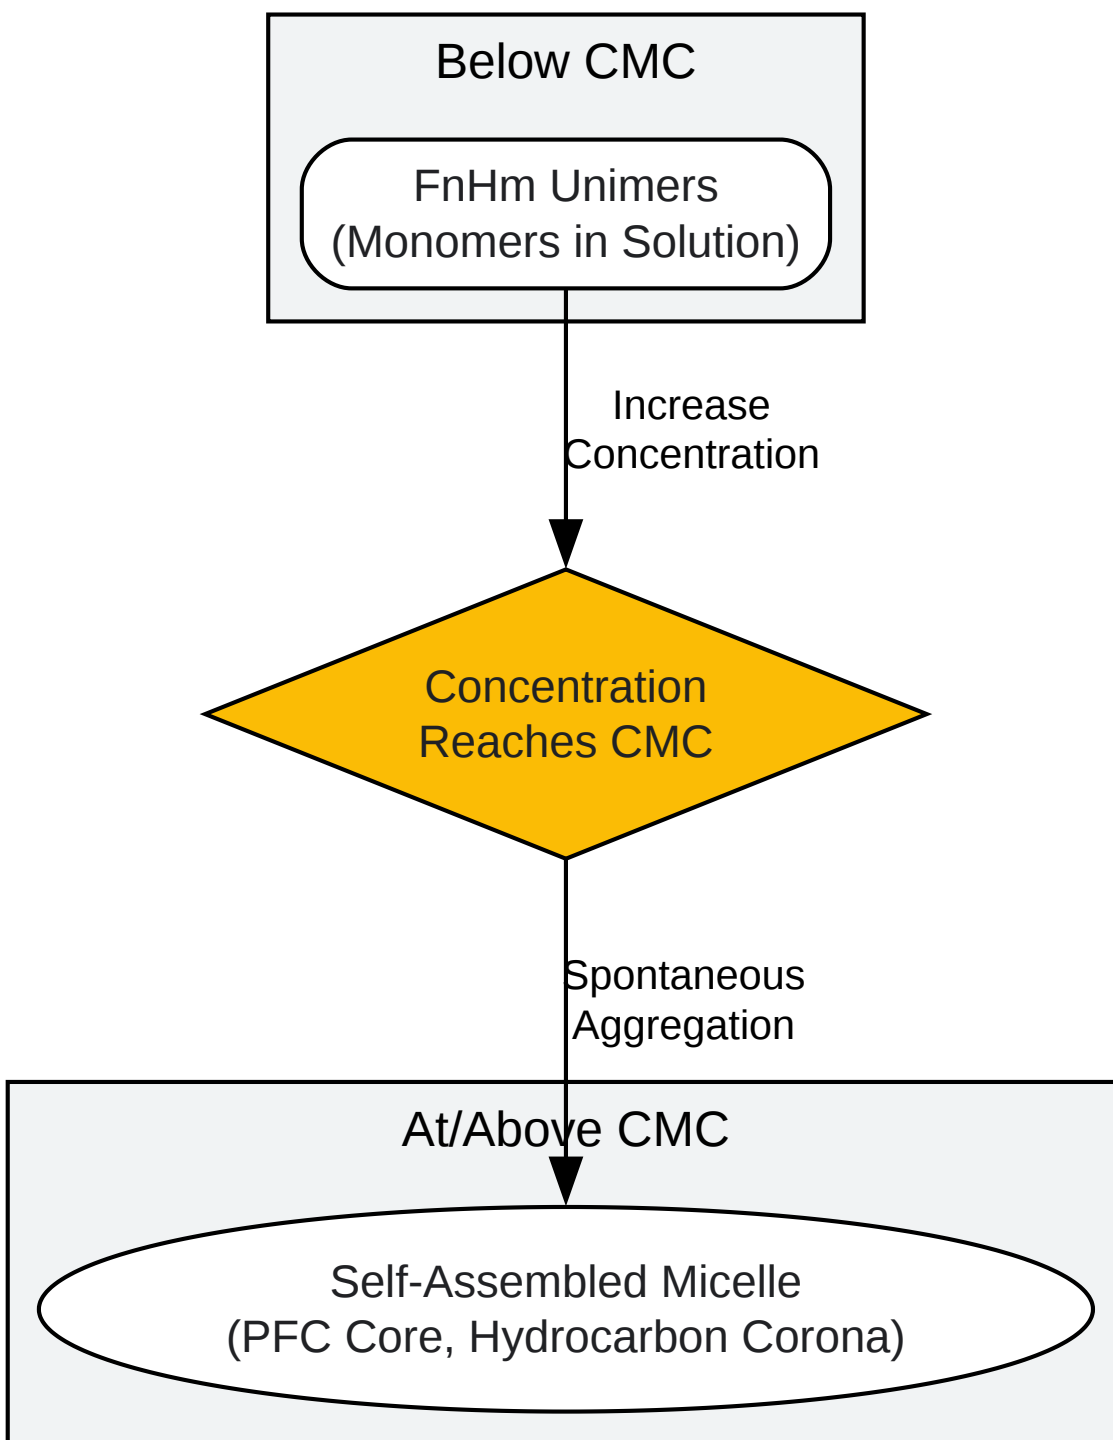 Below CMC
FnHm Unimers
(Monomers in Solution)
Increase
Concentration
Concentration
Reaches CMC
Spontaneous
Aggregation
At/Above CMC
Self-Assembled Micelle
(PFC Core, Hydrocarbon Corona)